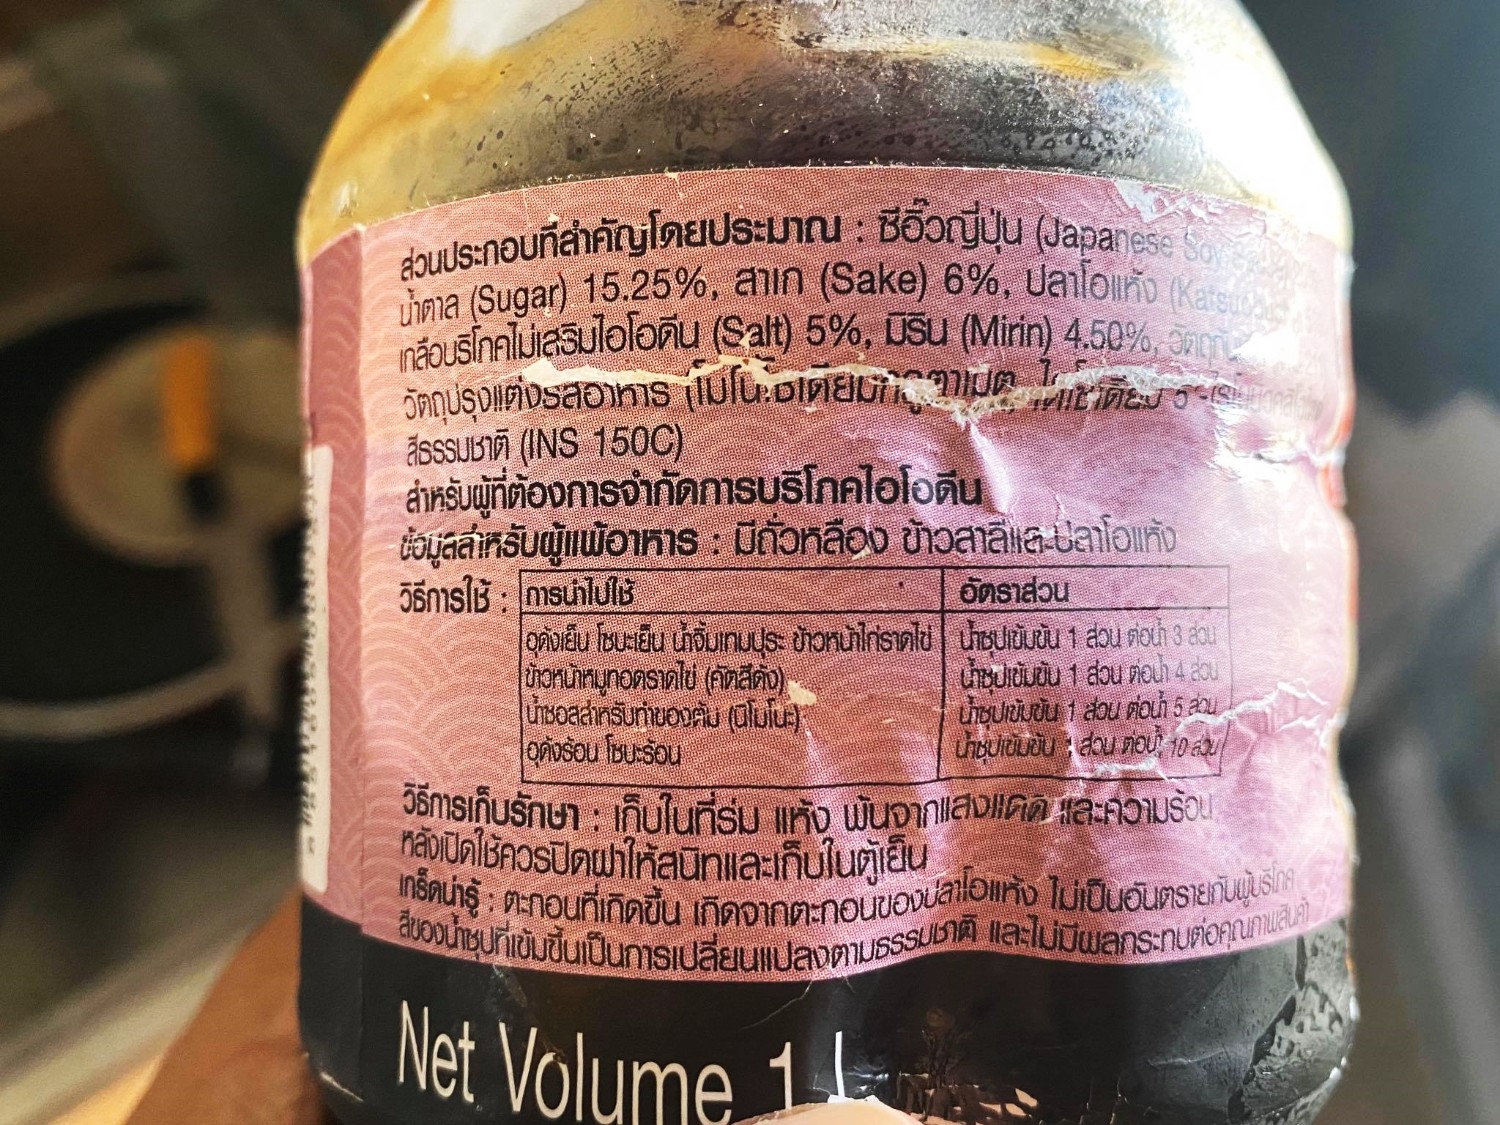 ส่วนประกอบที่สำคัญโดยประมาณ : ซีอิ๊วญี่ปุ่น (Japanese Soy
น้ำตาล (Sugar) 15.25%, สาเก (Sake) 6%, ปลาโอแห้ง
เกลือบริโภคไม่เสริมไอโอดีน (Salt) 5%, มิริน (Mirin) 4.50%,
วัตถุปรุงแต่งรสอาหาร (โมโนโซเดียมกลูตาเมต, ไดโซเดียม 5'-
สีธรรมชาติ (INS 150C)
สำหรับผู้ที่ต้องการจำกัดการบริโภคไอโอดีน
ข้อมูลสำหรับผู้แพ้อาหาร : มีถั่วเหลือง ข้าวสาลีและปลาโอแห้ง
วิธีการใช้ : การนำไปใช้ อัตราส่วน
อุด้งเย็น โซบะเย็น น้ำจิ้มเทมปุระ ข้าวหน้าไก่ราดไข่ น้ำซุปเข้มข้น 1 ส่วน ต่อน้ำ 3 ส่วน
ข้าวหน้าหมูทอดราดไข่ (คัตสึด้ง) น้ำซุปเข้มข้น 1 ส่วน ต่อน้ำ 4 ส่วน
น้ำซอสสำหรับทำของต้ม (นิโมโนะ) น้ำซุปเข้มข้น 1 ส่วน ต่อน้ำ 5 ส่วน
อุด้งร้อน โซบะร้อน น้ำซุปเข้มข้น 1 ส่วน ต่อน้ำ 10 ส่วน
วิธีการเก็บรักษา : เก็บในที่ร่ม แห้ง พ้นจากแสงแดด และความร้อน
หลังเปิดใช้ควรปิดฝาให้สนิทและเก็บในตู้เย็น
เกร็ดน่ารู้ : ตะกอนที่เกิดขึ้น เกิดจากตะกอนของปลาโอแห้ง ไม่เป็นอันตรายกับผู้บริโภค
สีของน้ำซุปที่เข้มขึ้นเป็นการเปลี่ยนแปลงตามธรรมชาติ และไม่มีผลกระทบต่อคุณภาพสินค้า
Net Volume 1 L